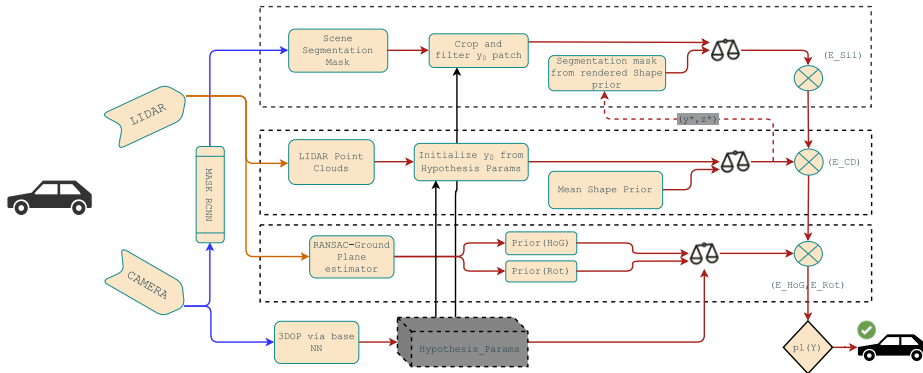 Scene
Segmentation
Mask
Crop and
filter y₀ patch
Segmentation mask
from rendered Shape
prior
(E_Sil)
LIDAR
(y*,z*)
MASK RCNN
LIDAR Point
Clouds
Initialize y₀ from
Hypothesis Params
Mean Shape Prior
(E_CD)
RANSAC-Ground
Plane
estimator
Prior(HoG)
Prior(Rot)
(E_HoG,E_Rot)
CAMERA
3DOP via base
NN
Hypothesis_Params
pl(Y)